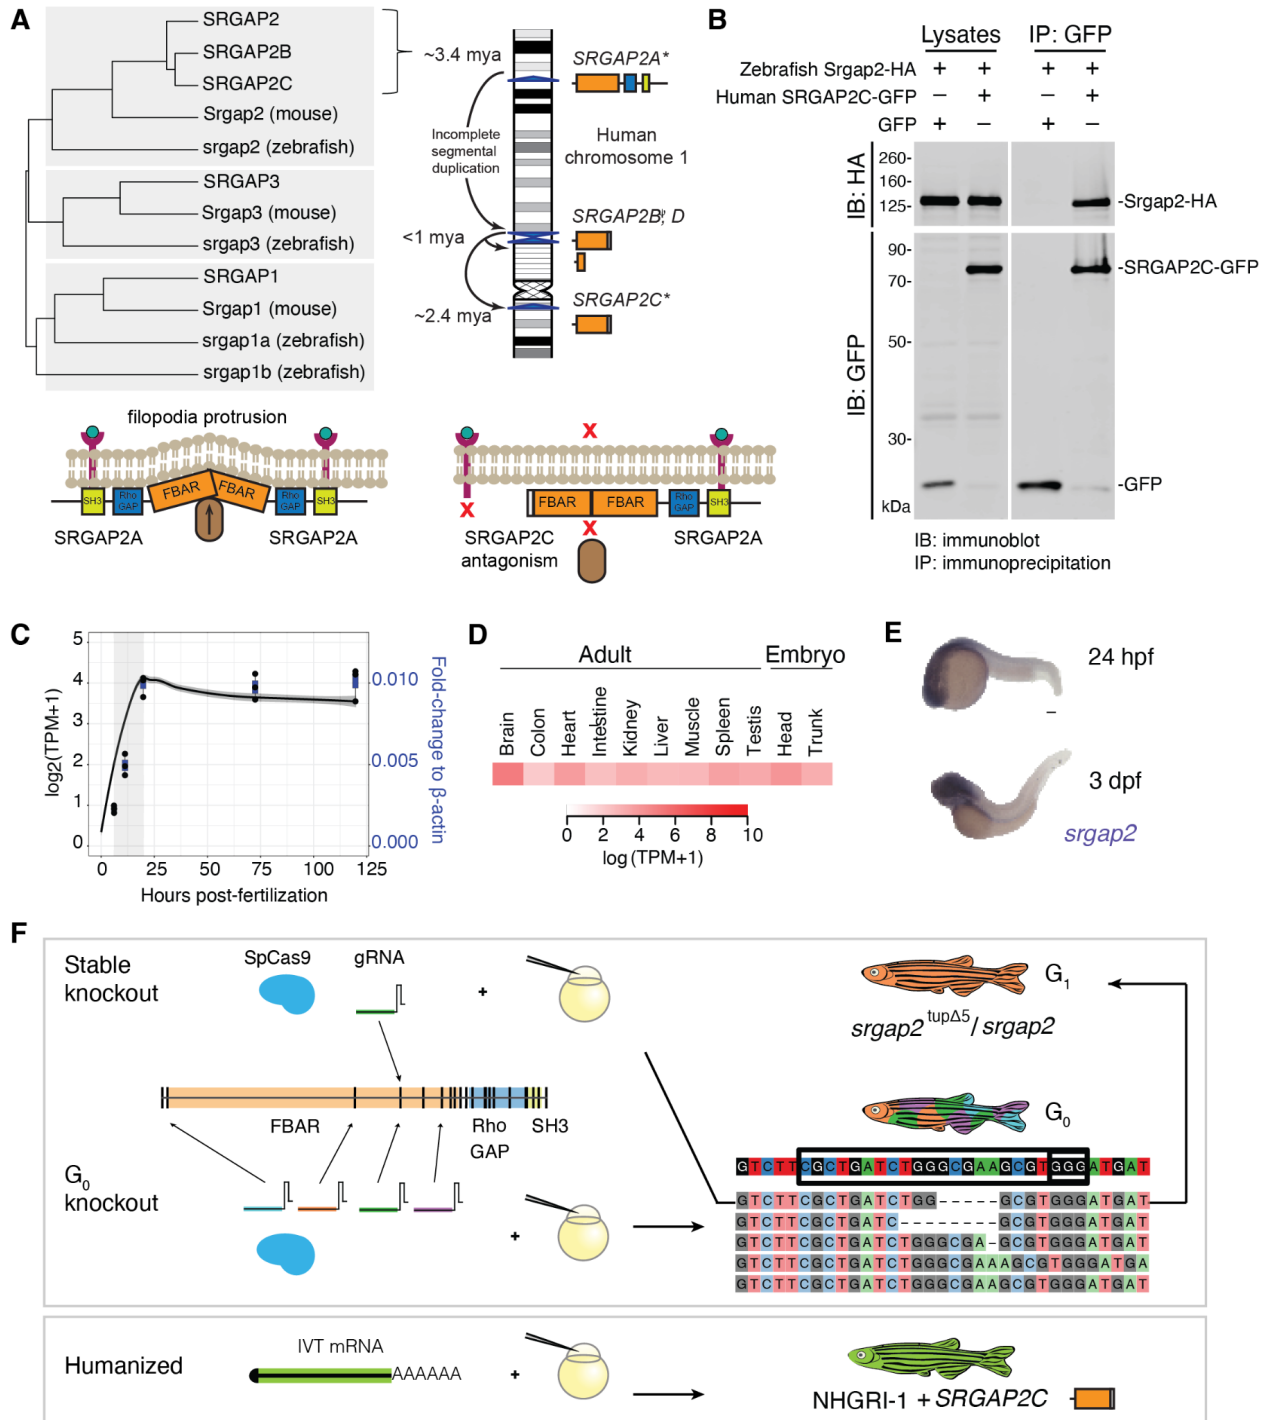 A
SRGAP2
SRGAP2B
SRGAP2C
Srgap2 (mouse)
srgap2 (zebrafish)
SRGAP3
Srgap3 (mouse)
srgap3 (zebrafish)
SRGAP1
Srgap1 (mouse)
srgap1a (zebrafish)
srgap1b (zebrafish)
~3.4 mya
Incomplete
segmental
duplication
<1 mya
~2.4 mya
SRGAP2A*
Human
chromosome 1
SRGAP2Bψ, D
SRGAP2C*
filopodia protrusion
SH3
Rho
GAP
FBAR
FBAR
Rho
GAP
SH3
SRGAP2A
SRGAP2A
X
X
X
FBAR
FBAR
Rho
GAP
SH3
SRGAP2C
antagonism
SRGAP2A
B
Lysates
IP: GFP
Zebrafish Srgap2-HA + + + +
Human SRGAP2C-GFP – + – +
GFP + – + –
IB: HA
260-
160-
125-
-Srgap2-HA
IB: GFP
90-
70-
50-
30-
kDa
-SRGAP2C-GFP
-GFP
IB: immunoblot
IP: immunoprecipitation
C
log2(TPM+1)
5
4
3
2
1
0
0.010
0.005
0.000
Fold-change to β-actin
0 25 50 75 100 125
Hours post-fertilization
D
Adult
Embryo
Brain
Colon
Heart
Intestine
Kidney
Liver
Muscle
Spleen
Testis
Head
Trunk
0 2 4 6 8 10
log (TPM+1)
E
24 hpf
3 dpf
srgap2
F
Stable
knockout
SpCas9
gRNA
+
FBAR
Rho
GAP
SH3
G0
knockout
+
G1
srgap2 tupΔ5/srgap2
G0
GTCTTCGCTGATCTGGGCGAAGCGTGGGATGAT
GTCTTCGCTGATCTGG-----GCGTGGGATGAT
GTCTTCGCTGATC--------GCGTGGGATGAT
GTCTTCGCTGATCTGGGCGA-GCGTGGGATGAT
GTCTTCGCTGATCTGGGCGAAAGCGTGGGATGA
GTCTTCGCTGATCTGGGCGAAGCGTGGGATGAT
Humanized
IVT mRNA
AAAAAA
+
NHGRI-1 + SRGAP2C